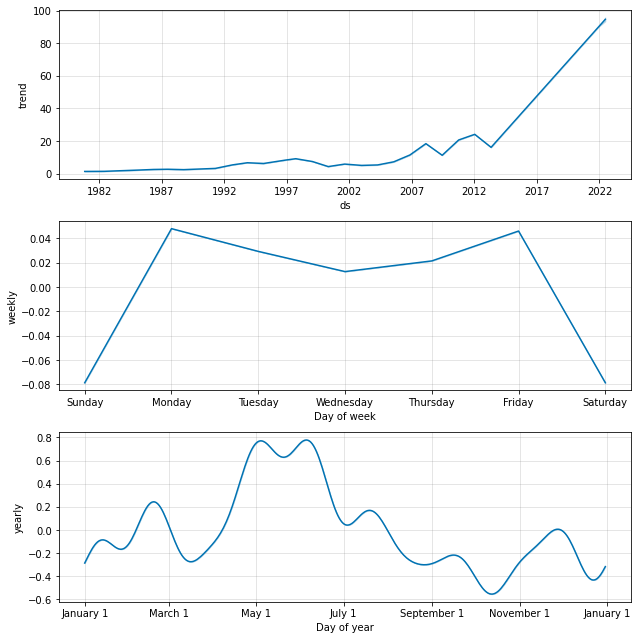 100
80
60
40
20
0
trend
1982 1987 1992 1997 2002 2007 2012 2017 2022
ds
0.04
0.02
0.00
−0.02
−0.04
−0.06
−0.08
weekly
Sunday Monday Tuesday Wednesday Thursday Friday Saturday
Day of week
0.8
0.6
0.4
0.2
0.0
−0.2
−0.4
−0.6
yearly
January 1 March 1 May 1 July 1 September 1 November 1 January 1
Day of year